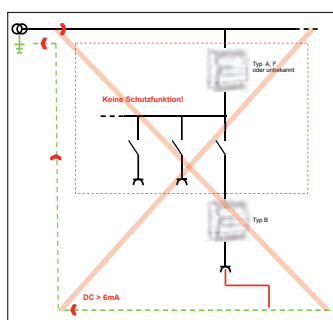 Typ A, F
oder unbekannt
Keine Schutzfunktion!
Typ B
DC > 6mA